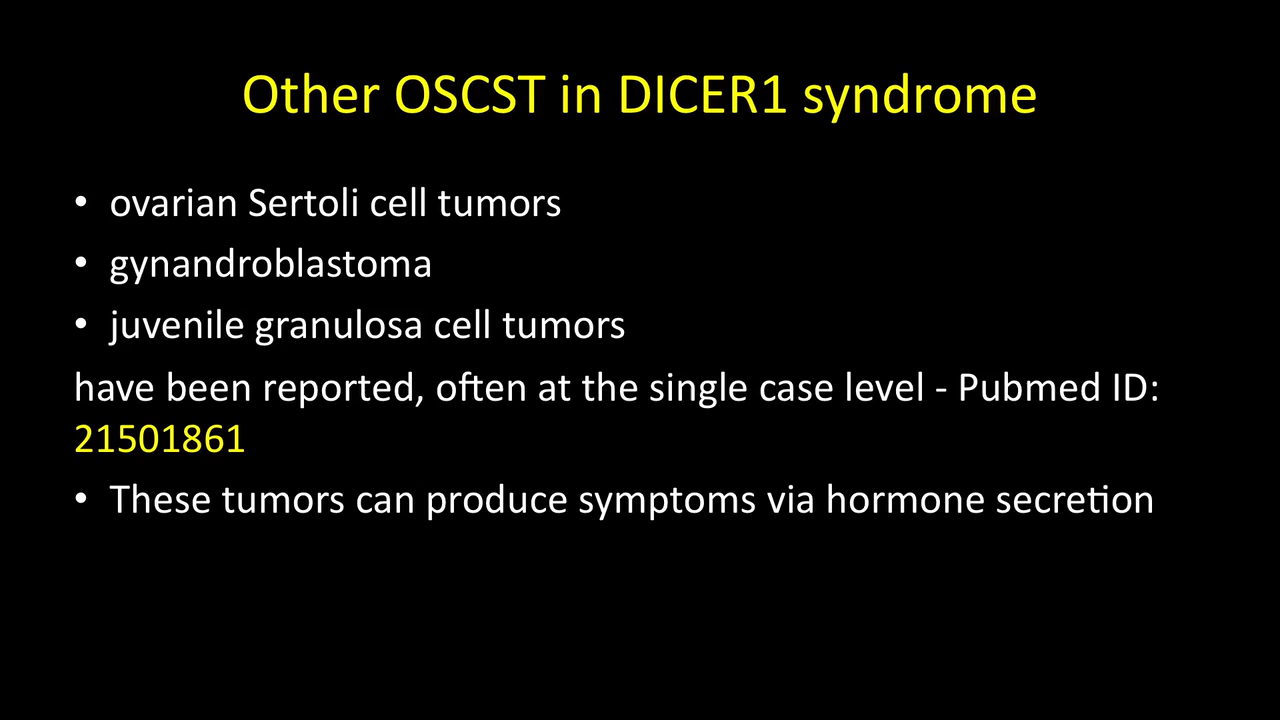 Other OSCST in DICER1 syndrome
• ovarian Sertoli cell tumors
• gynandroblastoma
• juvenile granulosa cell tumors
have been reported, often at the single case level - Pubmed ID:
21501861
• These tumors can produce symptoms via hormone secretion